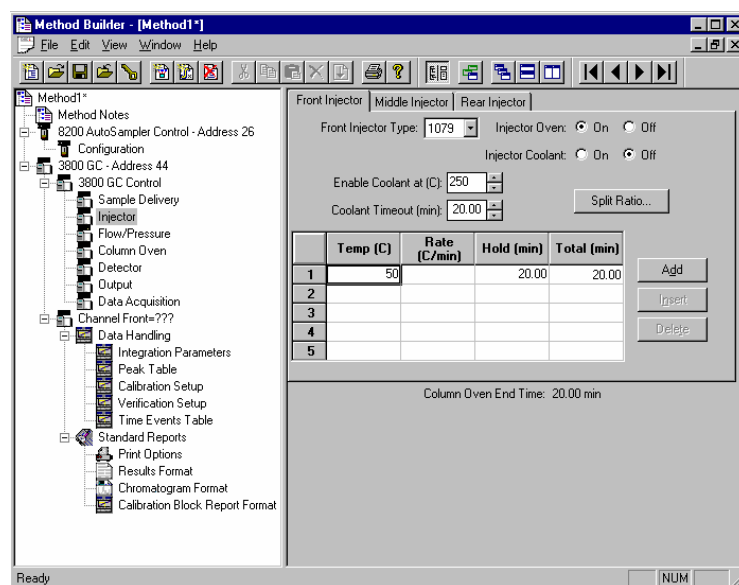 Method Builder - [Method1*]
File Edit View Window Help
Method1*
Method Notes
8200 AutoSampler Control - Address 26
Configuration
3800 GC - Address 44
3800 GC Control
Sample Delivery
Injector
Flow/Pressure
Column Oven
Detector
Output
Data Acquisition
Channel Front=???
Data Handling
Integration Parameters
Peak Table
Calibration Setup
Verification Setup
Time Events Table
Standard Reports
Print Options
Results Format
Chromatogram Format
Calibration Block Report Format
Front Injector Middle Injector Rear Injector
Front Injector Type: 1079 Injector Oven: On Off
Injector Coolant: On Off
Enable Coolant at (C): 250
Coolant Timeout (min): 20.00
Split Ratio...
Temp (C) Rate (C/min) Hold (min) Total (min)
1 50 20.00 20.00
2
3
4
5
Add
Insert
Delete
Column Oven End Time: 20.00 min
Ready NUM